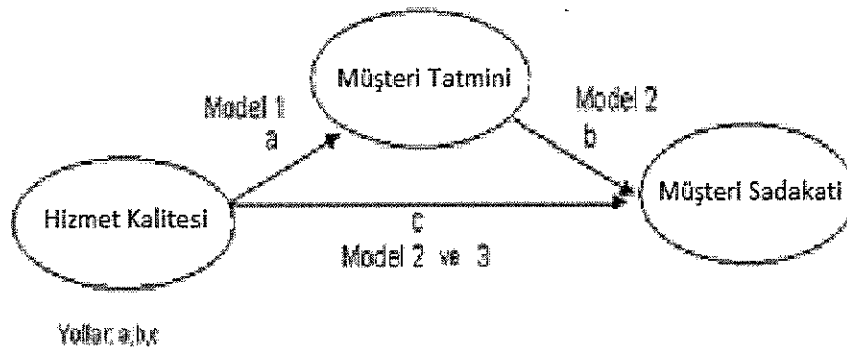 Müşteri Tatmini
Model 1
a
Model 2
b
Hizmet Kalitesi
Müşteri Sadakati
c
Model 2 ve 3
Yollar; a;b;c